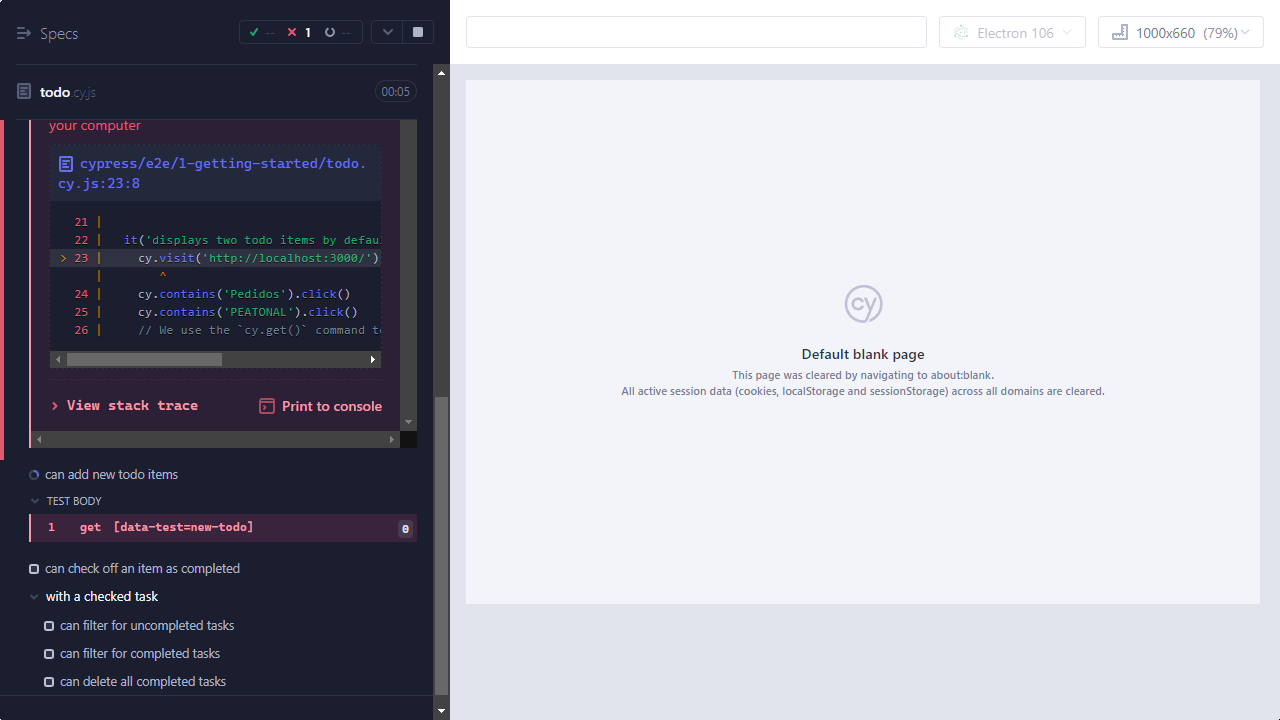 Specs
-- 1 --
todo.cy.js 00:05
your computer
cypress/e2e/1-getting-started/todo.
cy.js:23:8
21 |
22 | it('displays two todo items by defau
> 23 | cy.visit('http://localhost:3000/')
| ^
24 | cy.contains('Pedidos').click()
25 | cy.contains('PEATONAL').click()
26 | // We use the `cy.get()` command to
> View stack trace Print to console
can add new todo items
TEST BODY
1 get [data-test=new-todo] 0
can check off an item as completed
with a checked task
can filter for uncompleted tasks
can filter for completed tasks
can delete all completed tasks
Electron 106
1000x660 (79%)
cy
Default blank page
This page was cleared by navigating to about:blank.
All active session data (cookies, localStorage and sessionStorage) across all domains are cleared.